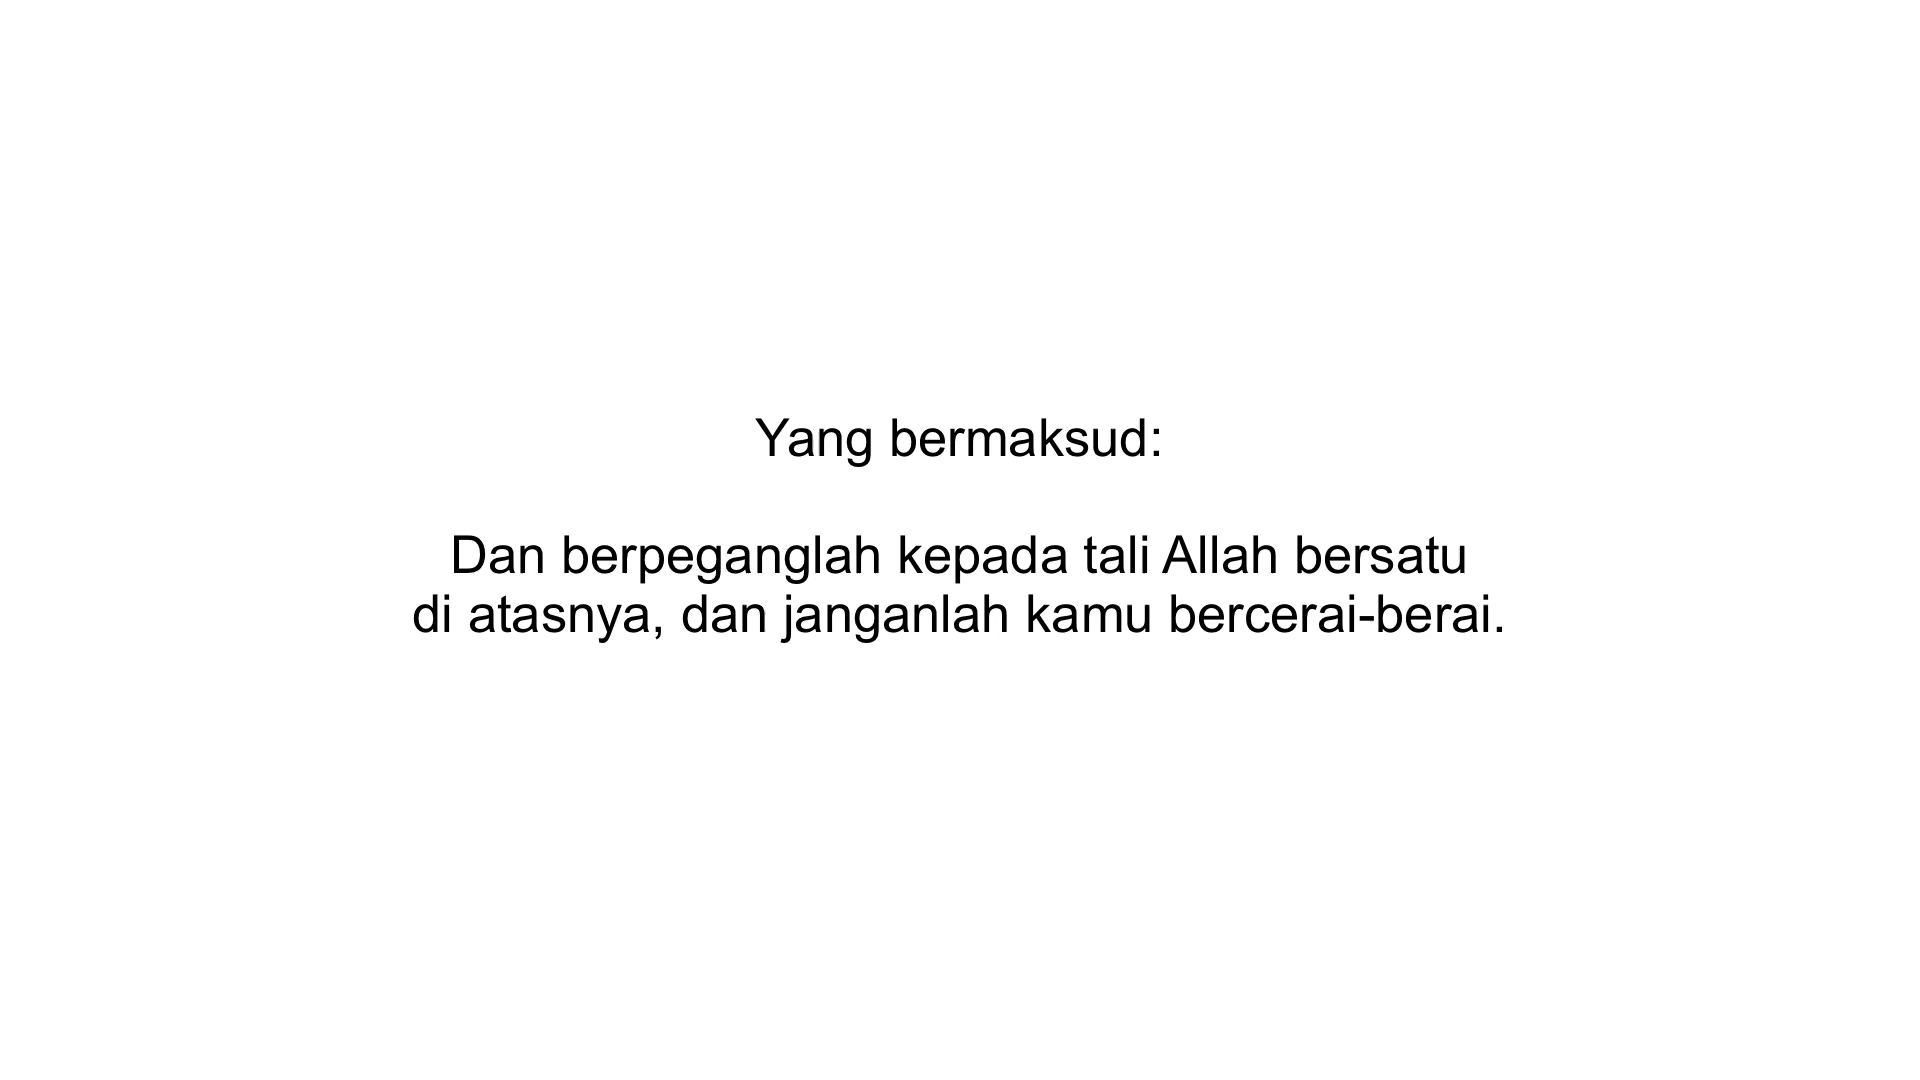 Yang bermaksud:
Dan berpeganglah kepada tali Allah bersatu
di atasnya, dan janganlah kamu bercerai-berai.